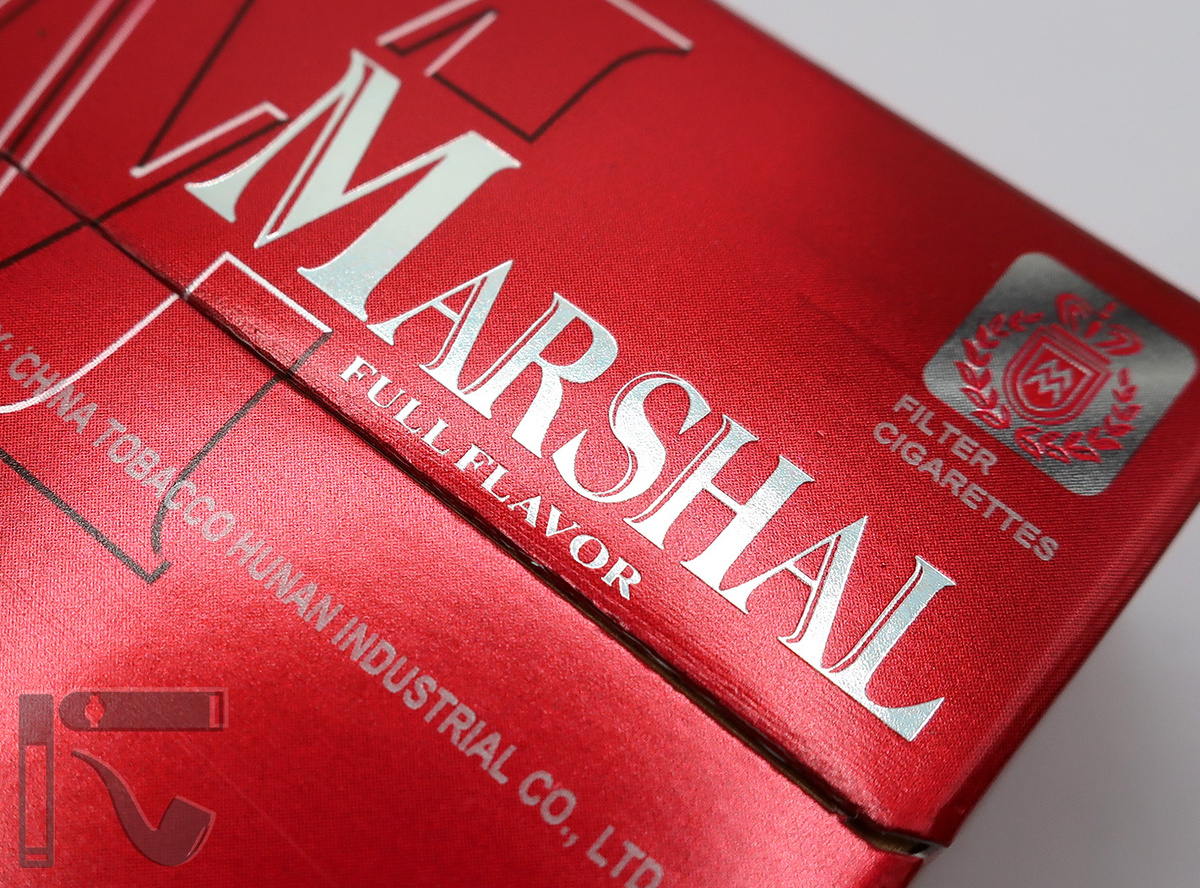 MARSHAL
FULL FLAVOR
FILTER
CIGARETTES
CHINA TOBACCO HUNAN INDUSTRIAL CO., LTD